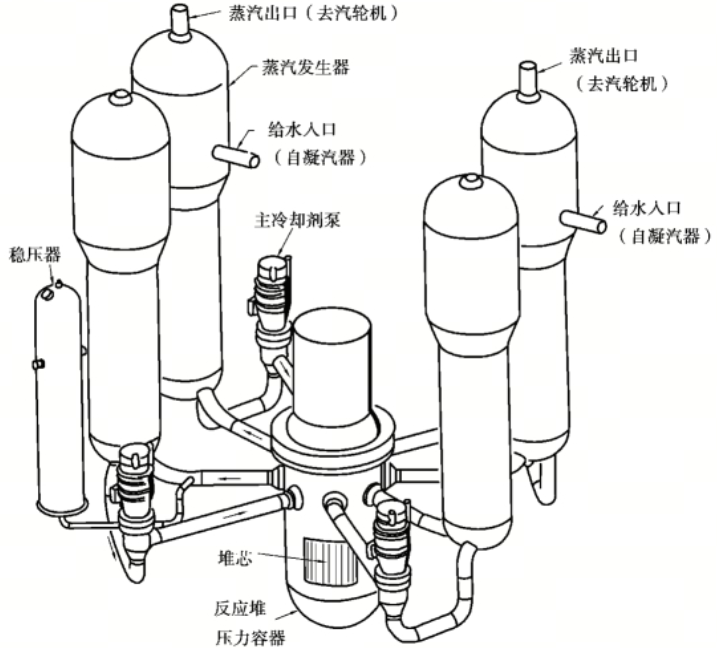 蒸汽出口（去汽轮机）
蒸汽发生器
蒸汽出口
（去汽轮机）
给水入口
（自凝汽器）
主冷却剂泵
给水入口
（自凝汽器）
稳压器
堆芯
反应堆
压力容器